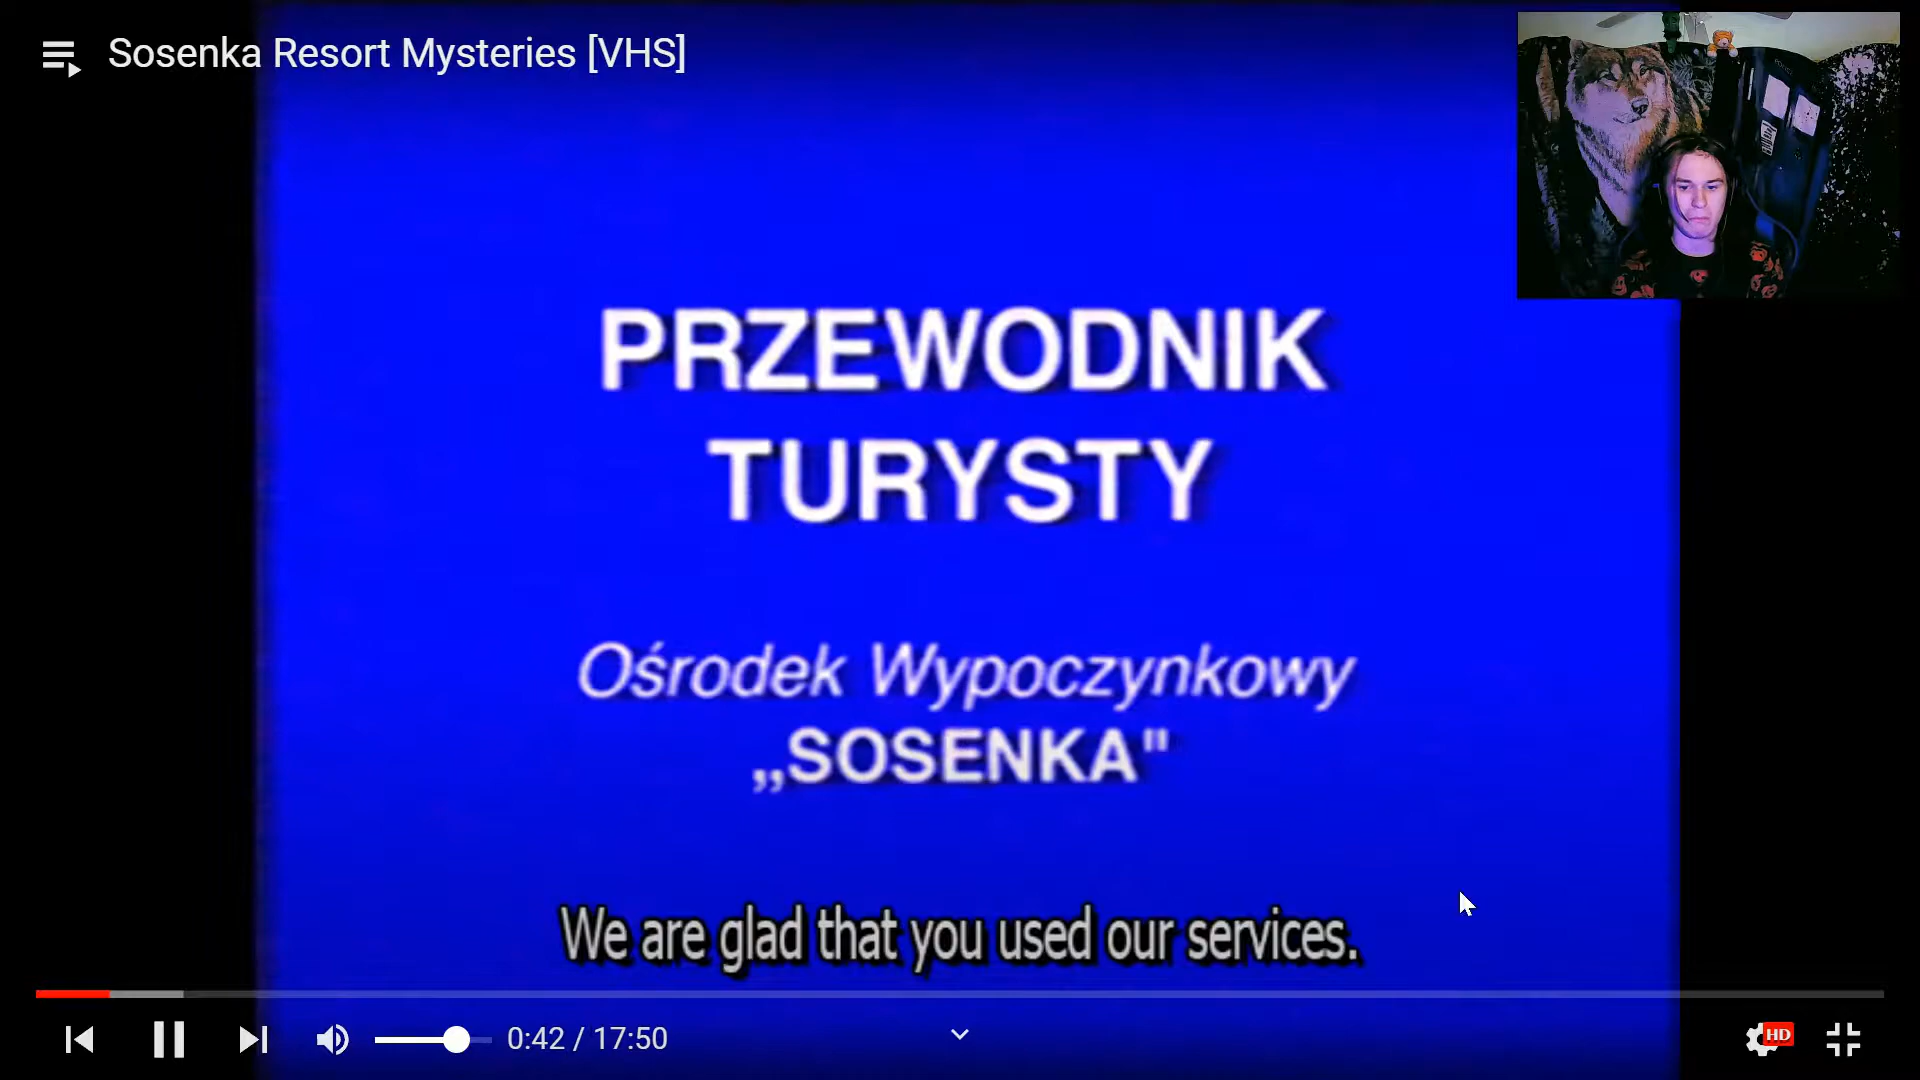 Sosenka Resort Mysteries [VHS]
PRZEWODNIK
TURYSTY
Ośrodek Wypoczynkowy
„SOSENKA"
We are glad that you used our services.
0:42 / 17:50
HD